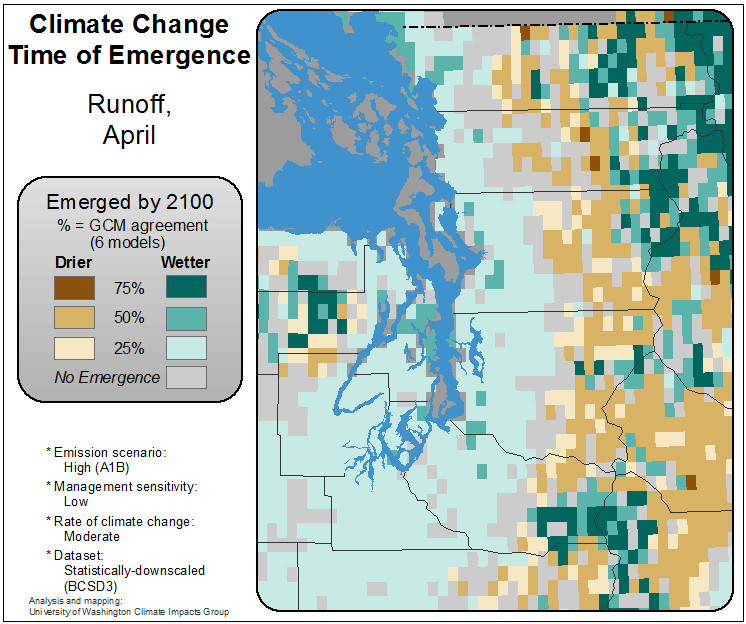 Climate Change
Time of Emergence
Runoff,
April
Emerged by 2100
% = GCM agreement
(6 models)
Drier Wetter
75%
50%
25%
No Emergence
* Emission scenario:
High (A1B)
* Management sensitivity:
Low
* Rate of climate change:
Moderate
* Dataset:
Statistically-downscaled
(BCSD3)
Analysis and mapping:
University of Washington Climate Impacts Group